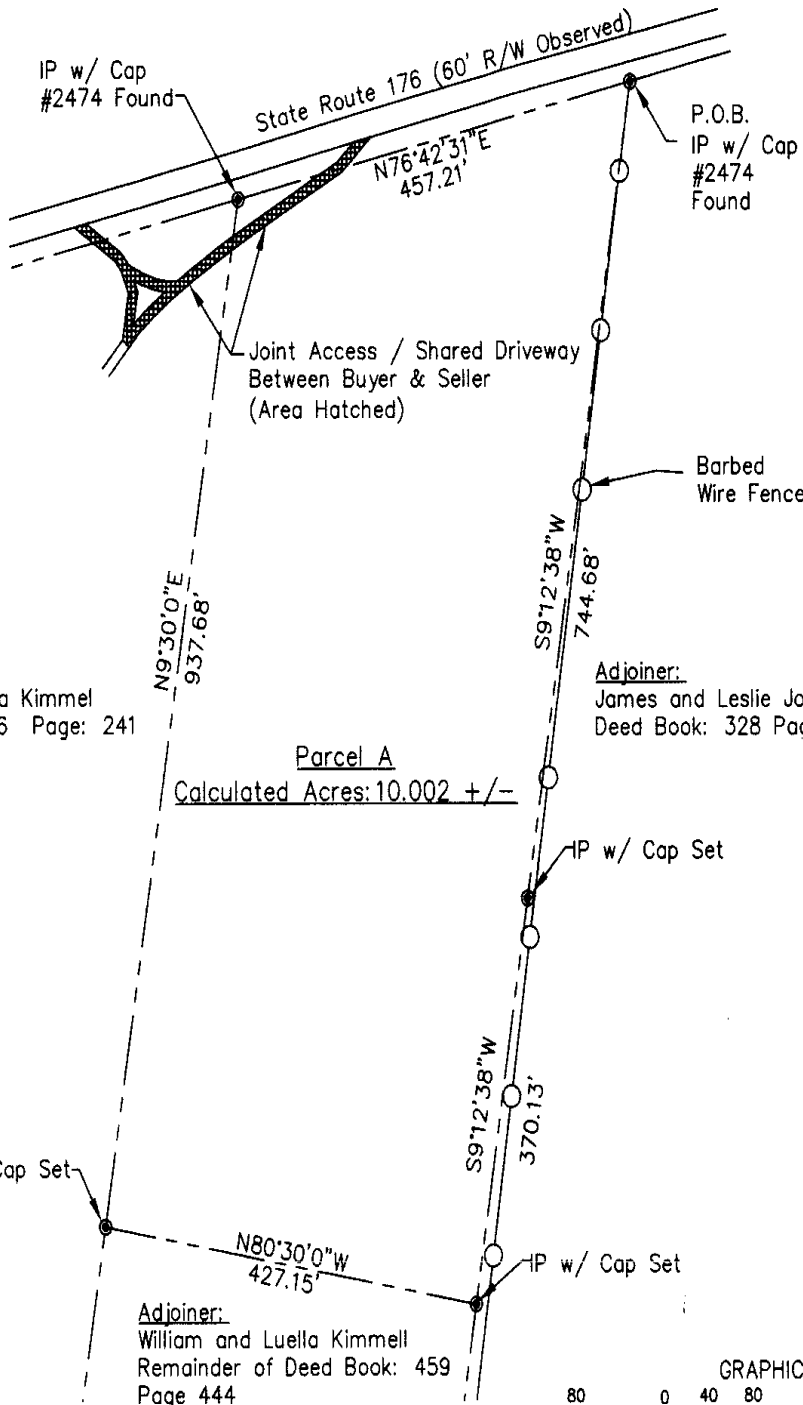 IP w/ Cap
#2474 Found
State Route 176 (60' R/W Observed)
P.O.B.
IP w/ Cap
#2474
Found
N76°42'31"E
457.21'
Joint Access / Shared Driveway
Between Buyer & Seller
(Area Hatched)
Barbed
Wire Fence
S9°12'38"W
744.68'
N9°30'0"E
937.68'
Kimmel
Page: 241
Adjoiner:
James and Leslie
Deed Book: 328
Parcel A
Calculated Acres: 10.002 +/-
IP w/ Cap Set
S9°12'38"W
370.13'
Cap Set
N80°30'0"W
427.15'
IP w/ Cap Set
Adjoiner:
William and Luella Kimmell
Remainder of Deed Book: 459
Page 444
GRAPHIC
80 0 40 80